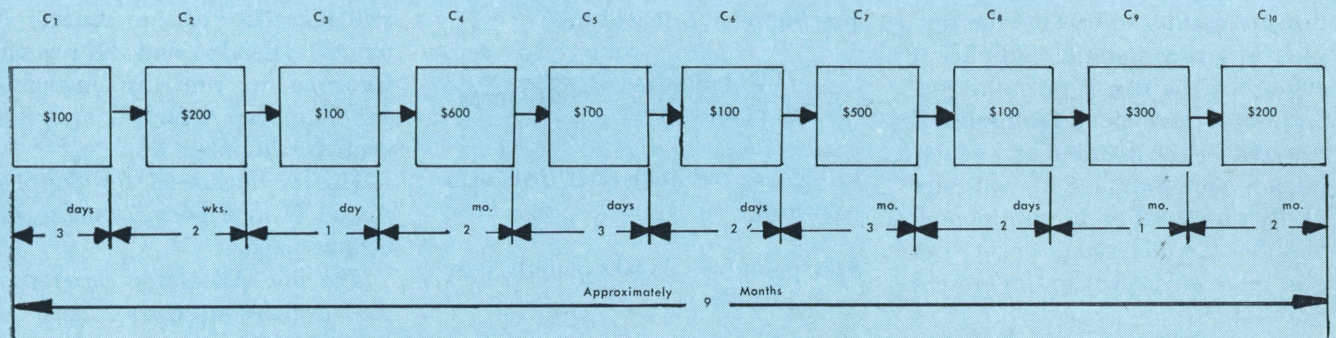 C₁ C₂ C₃ C₄ C₅ C₆ C₇ C₈ C₉ C₁₀
$100 $200 $100 $600 $100 $100 $500 $100 $300 $200
days wks. day mo. days days mo. days mo. mo.
3 2 1 2 3 2 3 2 1 2
Approximately 9 Months